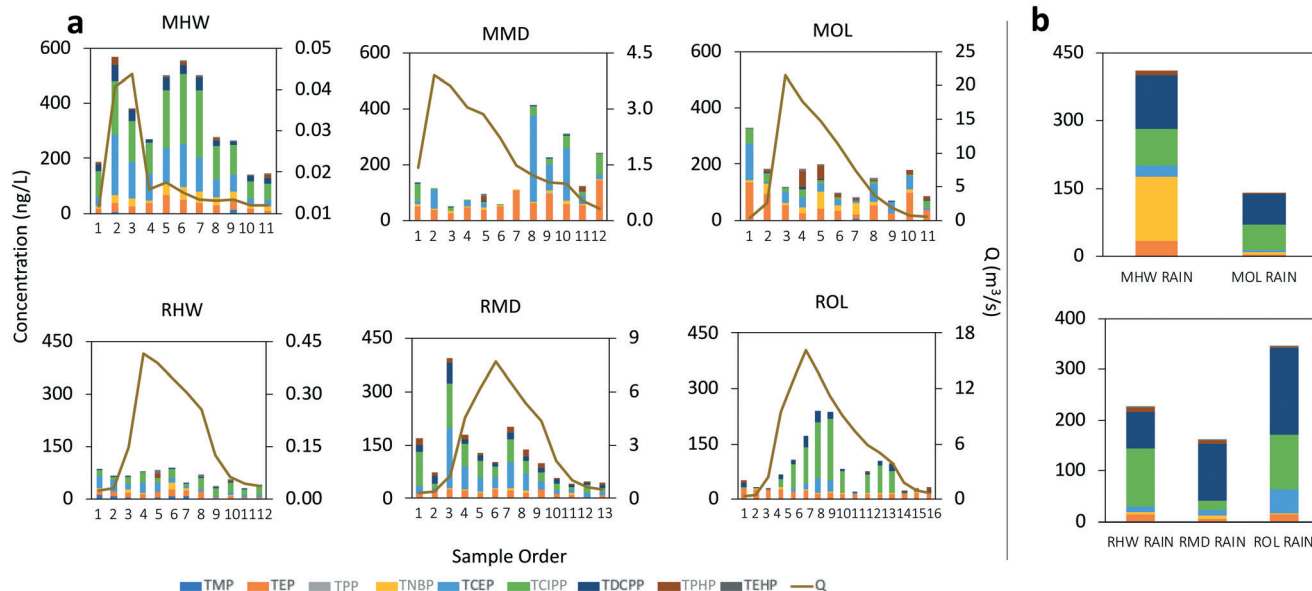 a
MHW
MMD
MOL
b
600 400 200 0
0.05 0.04 0.03 0.02 0.01
1 2 3 4 5 6 7 8 9 10 11
600 400 200 0
4.5 3.0 1.5 0.0
1 2 3 4 5 6 7 8 9 10 11 12
600 400 200 0
25 20 15 10 5 0
1 2 3 4 5 6 7 8 9 10 11
Concentration (ng/L)
Q (m³/s)
RHW
RMD
ROL
450 300 150 0
0.45 0.30 0.15 0.00
1 2 3 4 5 6 7 8 9 10 11 12
450 300 150 0
9 6 3 0
1 2 3 4 5 6 7 8 9 10 11 12 13
450 300 150 0
18 12 6 0
1 2 3 4 5 6 7 8 9 10 11 12 13 14 15 16
Sample Order
TMP TEP TPP TNBP TCEP TCIPP TDCPP TPHP TEHP Q
450 300 150 0
MHW RAIN MOL RAIN
400 300 200 100 0
RHW RAIN RMD RAIN ROL RAIN